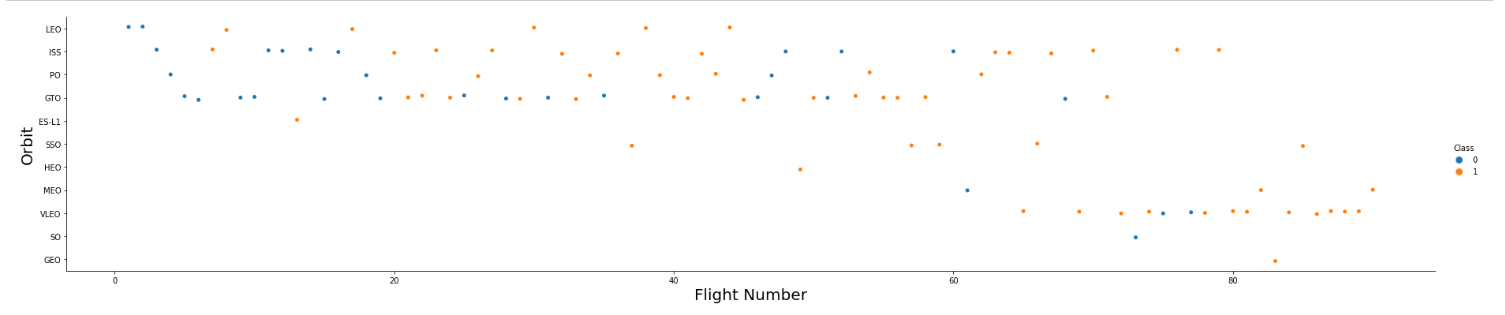 LEO
ISS
PO
GTO
ES-L1
SSO
HEO
MEO
VLEO
SO
GEO
Orbit
0 20 40 60 80
Flight Number
Class
0
1